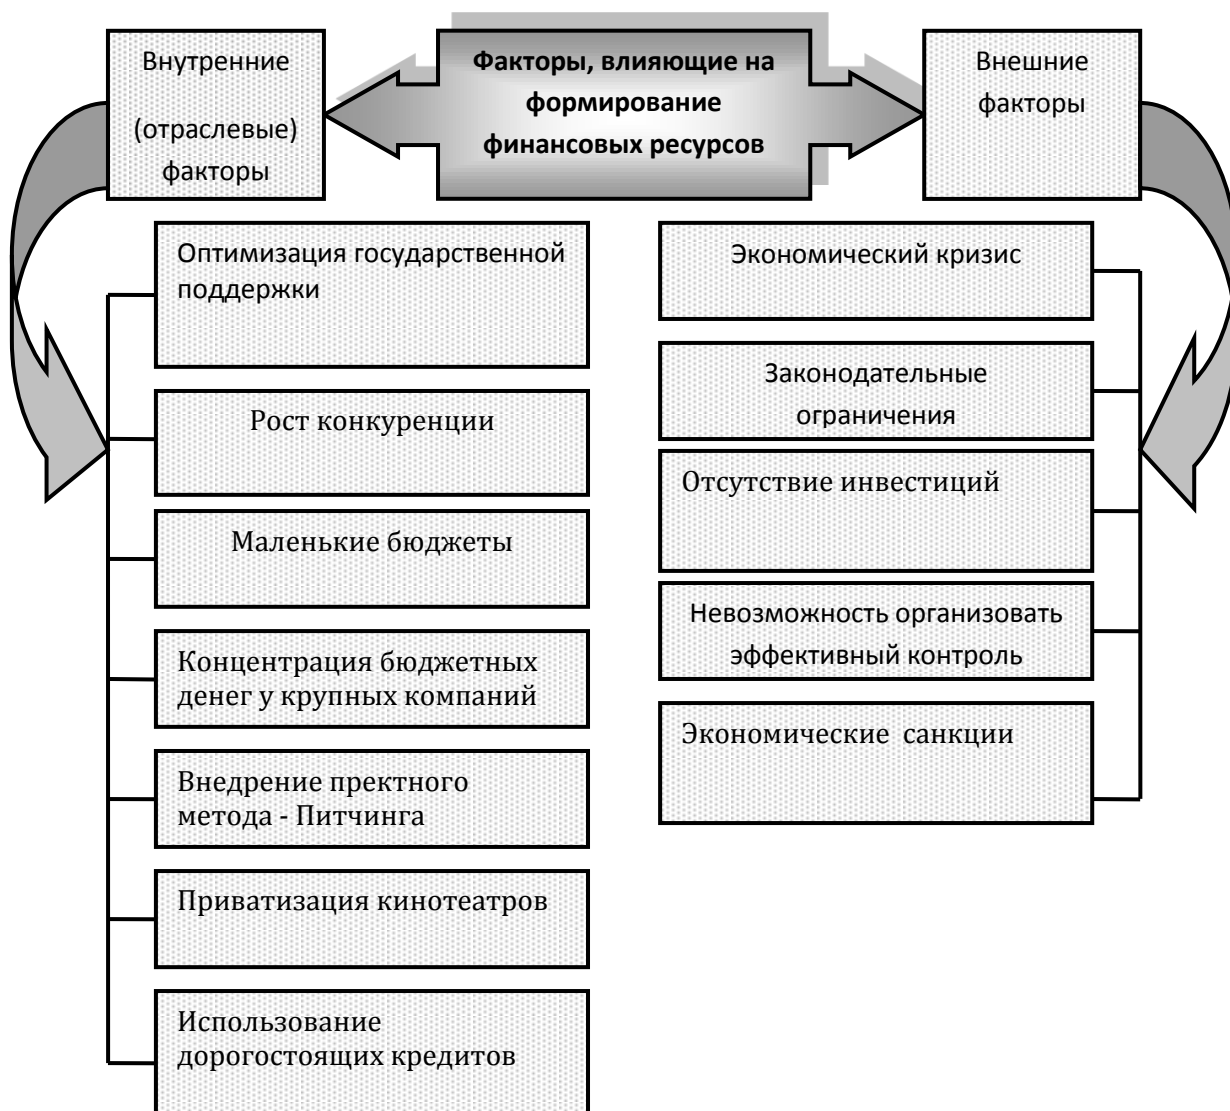 Внутренние
(отраслевые)
факторы
Факторы, влияющие на
формирование
финансовых ресурсов
Внешние
факторы
Оптимизация государственной
поддержки
Рост конкуренции
Маленькие бюджеты
Концентрация бюджетных
денег у крупных компаний
Внедрение пректного
метода - Питчинга
Приватизация кинотеатров
Использование
дорогостоящих кредитов
Экономический кризис
Законодательные
ограничения
Отсутствие инвестиций
Невозможность организовать
эффективный контроль
Экономические  санкции